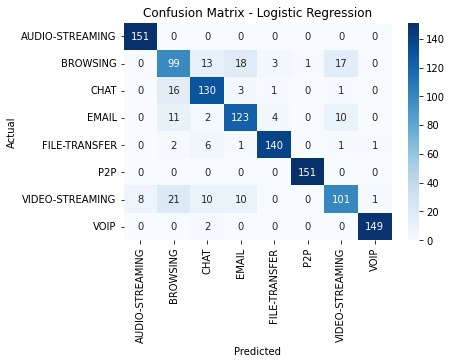 Confusion Matrix - Logistic Regression
Actual
AUDIO-STREAMING 151 0 0 0 0 0 0 0
BROWSING 0 99 13 18 3 1 17 0
CHAT 0 16 130 3 1 0 1 0
EMAIL 0 11 2 123 4 0 10 0
FILE-TRANSFER 0 2 6 1 140 0 1 1
P2P 0 0 0 0 0 151 0 0
VIDEO-STREAMING 8 21 10 10 0 0 101 1
VOIP 0 0 2 0 0 0 0 149
AUDIO-STREAMING
BROWSING
CHAT
EMAIL
FILE-TRANSFER
P2P
VIDEO-STREAMING
VOIP
Predicted
140
120
100
80
60
40
20
0